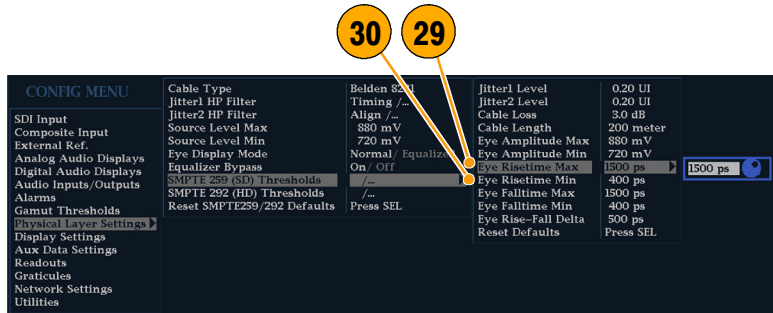 30 29
CONFIG MENU
SDI Input
Composite Input
External Ref.
Analog Audio Displays
Digital Audio Displays
Audio Inputs/Outputs
Alarms
Gamut Thresholds
Physical Layer Settings
Display Settings
Aux Data Settings
Readouts
Graticules
Network Settings
Utilities
Cable Type Belden 8281
Jitter1 HP Filter Timing /...
Jitter2 HP Filter Align /...
Source Level Max 880 mV
Source Level Min 720 mV
Eye Display Mode Normal/ Equalize
Equalizer Bypass On/ Off
SMPTE 259 (SD) Thresholds /...
SMPTE 292 (HD) Thresholds /...
Reset SMPTE259/292 Defaults Press SEL
Jitter1 Level 0.20 UI
Jitter2 Level 0.20 UI
Cable Loss 3.0 dB
Cable Length 200 meter
Eye Amplitude Max 880 mV
Eye Amplitude Min 720 mV
Eye Risetime Max 1500 ps
Eye Risetime Min 400 ps
Eye Falltime Max 1500 ps
Eye Falltime Min 400 ps
Eye Rise-Fall Delta 500 ps
Reset Defaults Press SEL
1500 ps